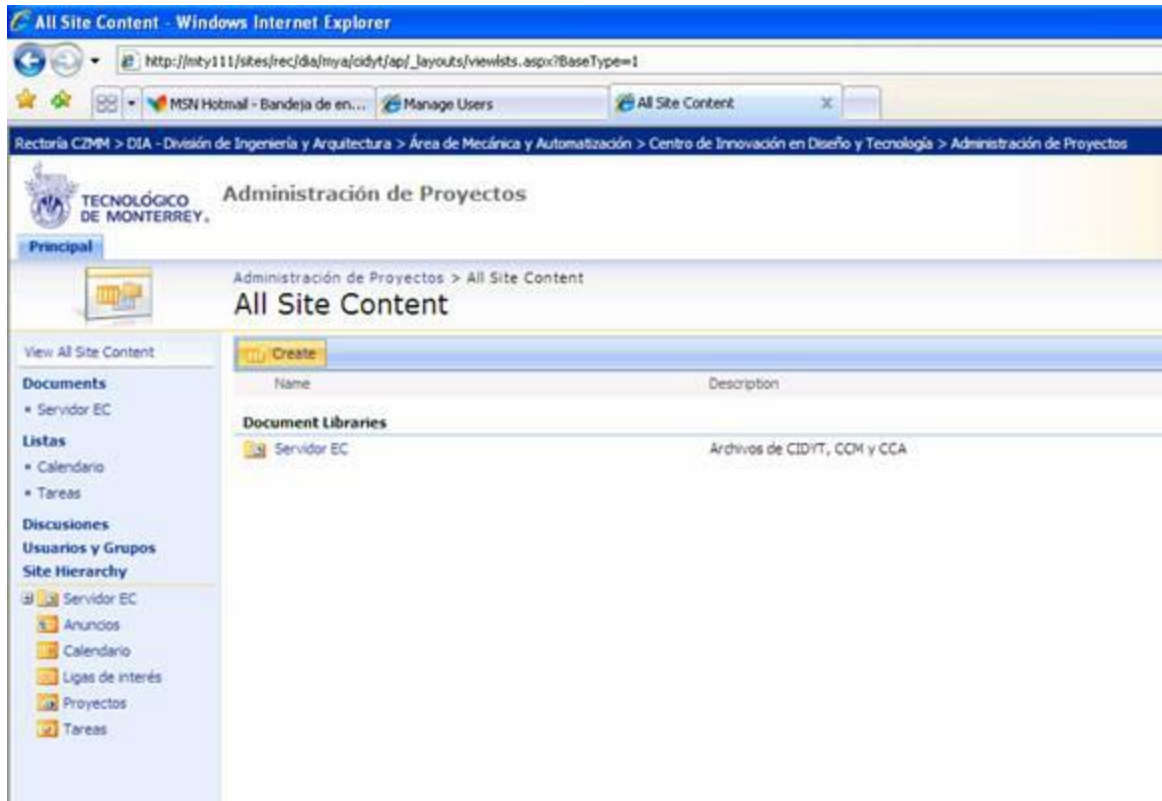 All Site Content - Windows Internet Explorer
http://mty111/sites/rec/dia/mya/cidyt/ap/_layouts/viewlsts.aspx?BaseType=1
MSN Hotmail - Bandeja de en... Manage Users All Site Content X
Rectoría CZMM > DIA - División de Ingeniería y Arquitectura > Área de Mecánica y Automatización > Centro de Innovación en Diseño y Tecnología > Administración de Proyectos
TECNOLÓGICO
DE MONTERREY.
Administración de Proyectos
Principal
Administración de Proyectos > All Site Content
All Site Content
View All Site Content
Create
Documents
Name Description
Servidor EC
Document Libraries
Listas
Servidor EC Archivos de CIDYT, CCM y CCA
Calendario
Tareas
Discusiones
Usuarios y Grupos
Site Hierarchy
Servidor EC
Anuncios
Calendario
Ligas de interés
Proyectos
Tareas